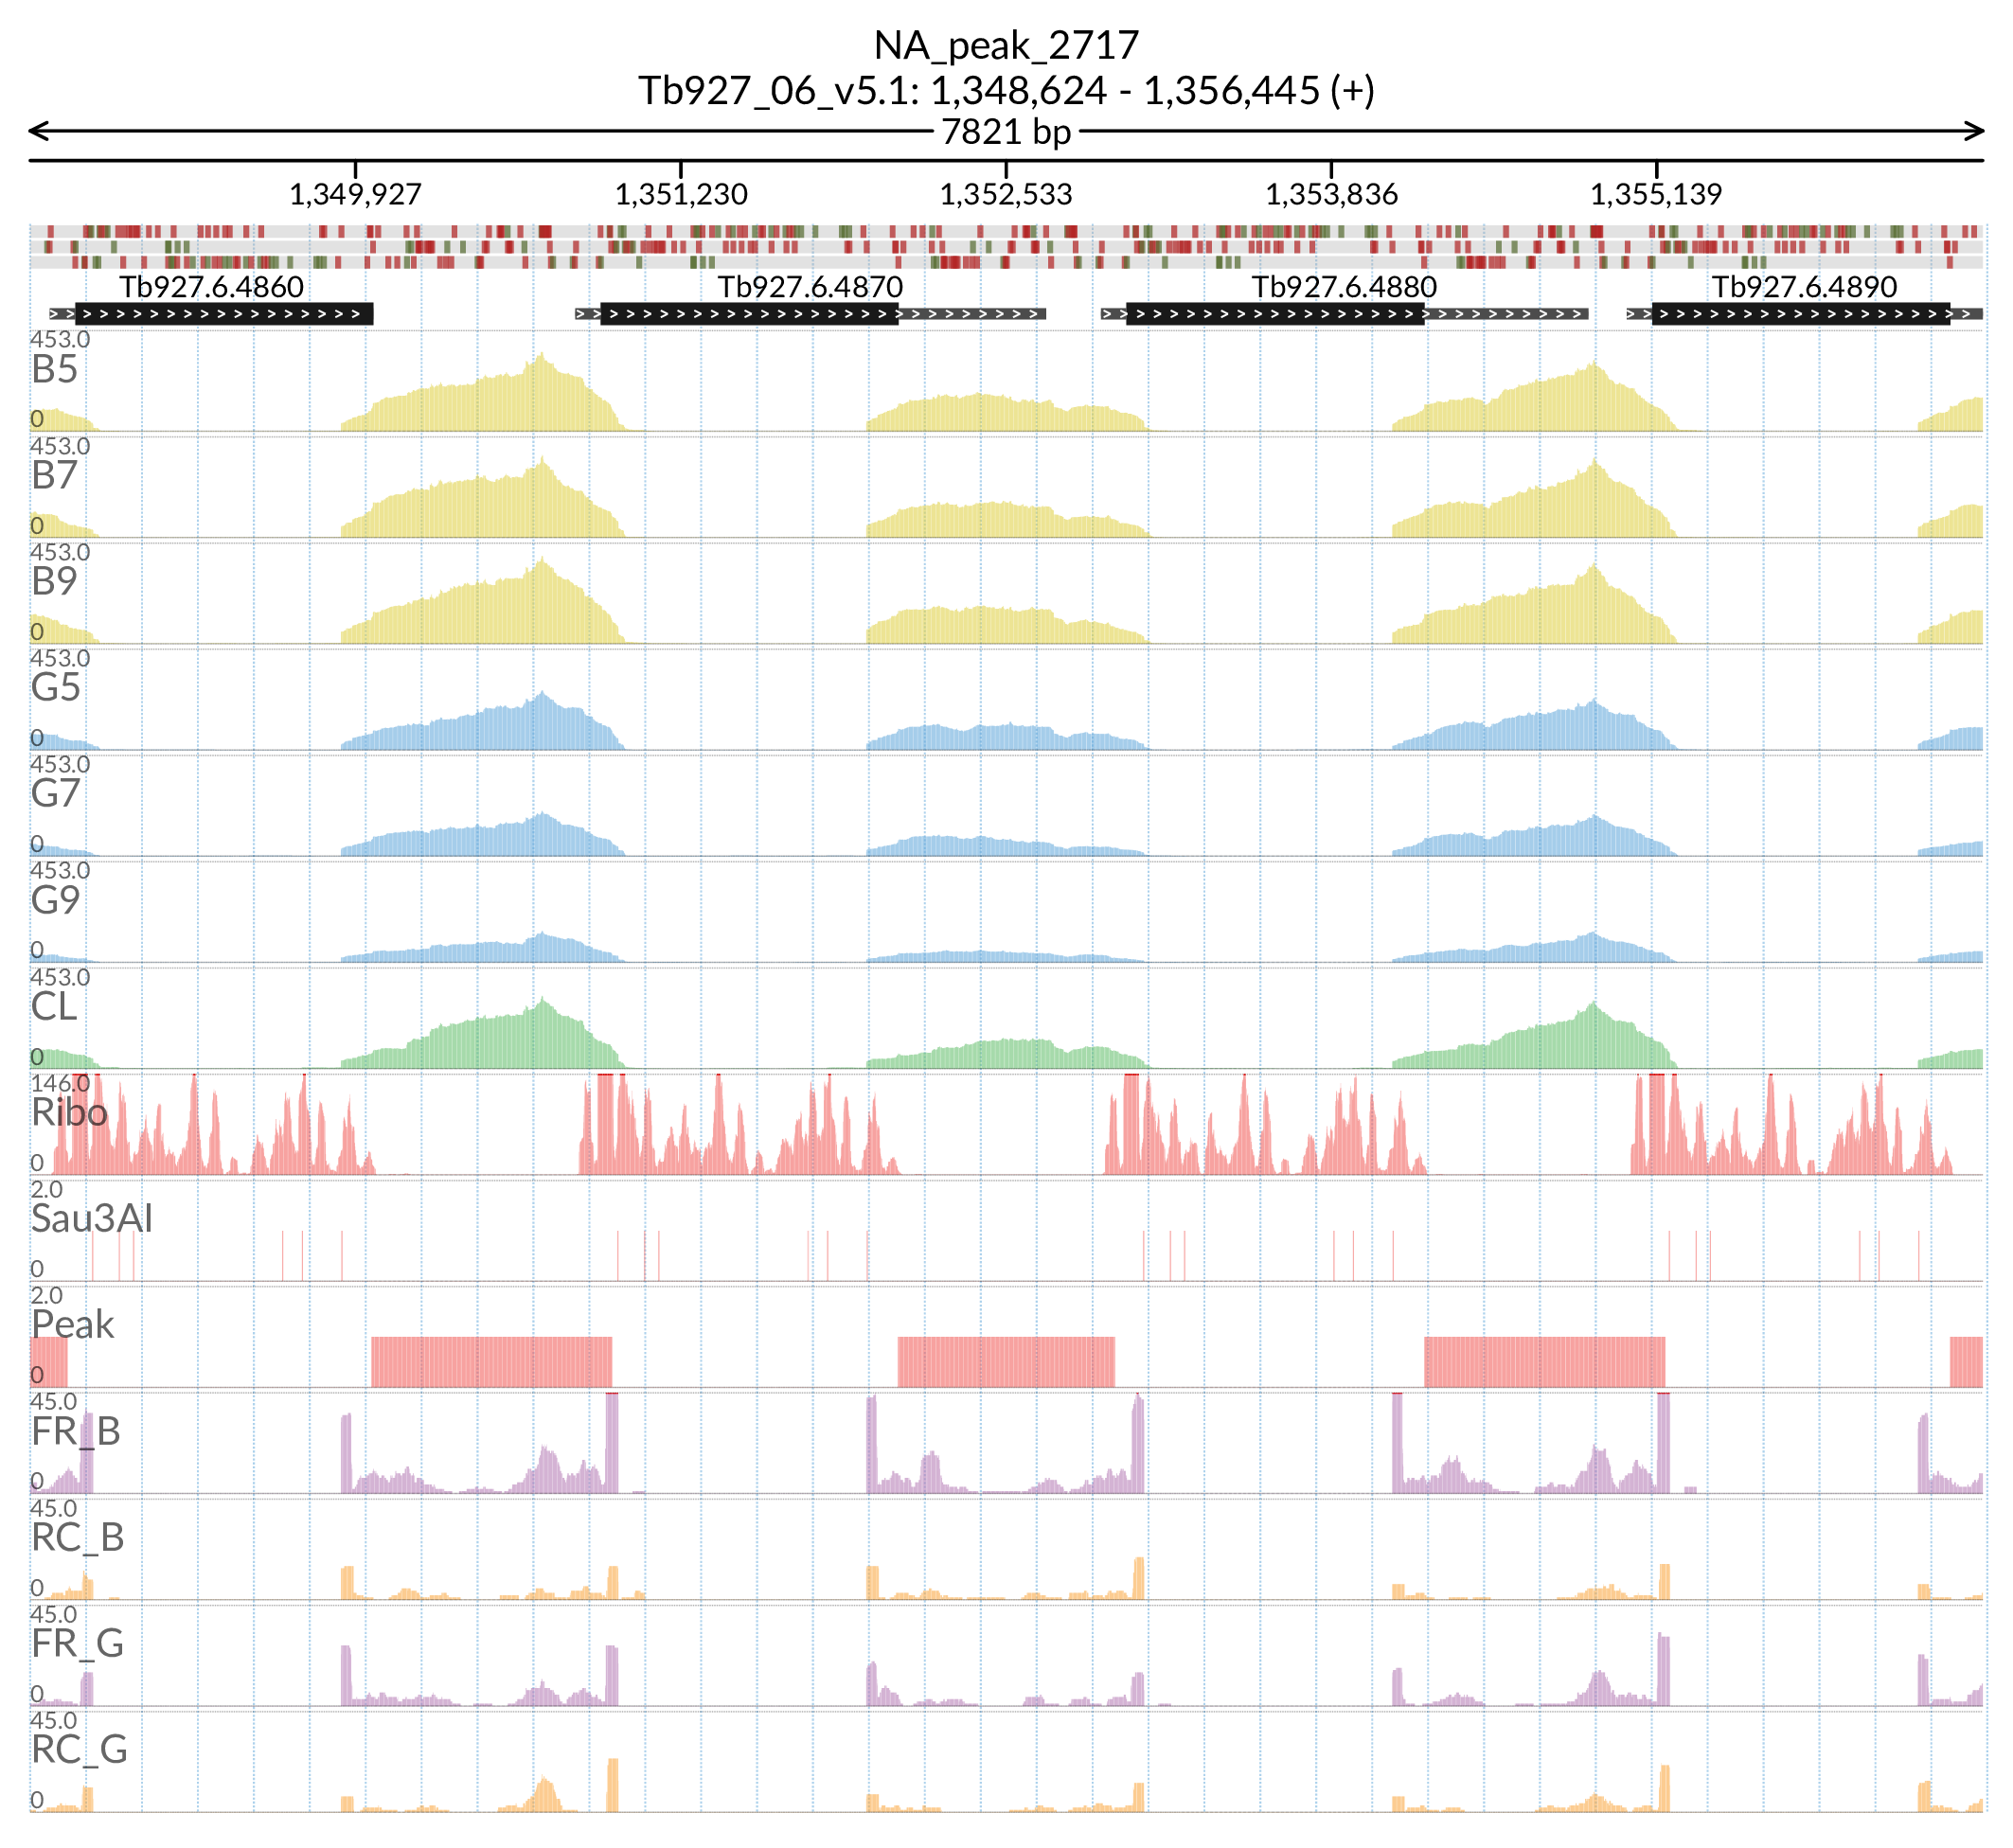 NA_peak_2717
Tb927_06_v5.1: 1,348,624 - 1,356,445 (+)
7821 bp
1,349,927 1,351,230 1,352,533 1,353,836 1,355,139
Tb927.6.4860 Tb927.6.4870 Tb927.6.4880 Tb927.6.4890
453.0
B5
0
453.0
B7
0
453.0
B9
0
453.0
G5
0
453.0
G7
0
453.0
G9
0
453.0
CL
0
146.0
Ribo
0
2.0
Sau3AI
0
2.0
Peak
0
45.0
FR_B
0
45.0
RC_B
0
45.0
FR_G
0
45.0
RC_G
0